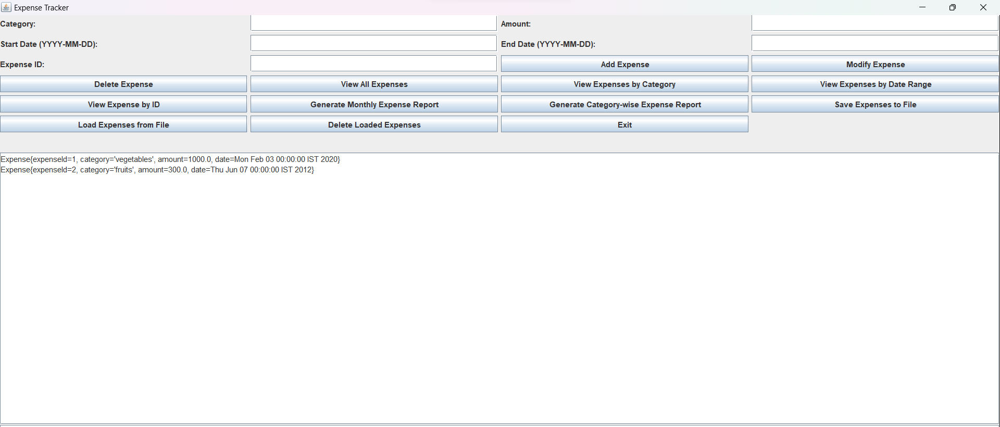 Expense Tracker
Category: Amount:
Start Date (YYYY-MM-DD): End Date (YYYY-MM-DD):
Expense ID: Add Expense Modify Expense
Delete Expense View All Expenses View Expenses by Category View Expenses by Date Range
View Expense by ID Generate Monthly Expense Report Generate Category-wise Expense Report Save Expenses to File
Load Expenses from File Delete Loaded Expenses Exit
Expense{expenseId=1, category='vegetables', amount=1000.0, date=Mon Feb 03 00:00:00 IST 2020}
Expense{expenseId=2, category='fruits', amount=300.0, date=Thu Jun 07 00:00:00 IST 2012}